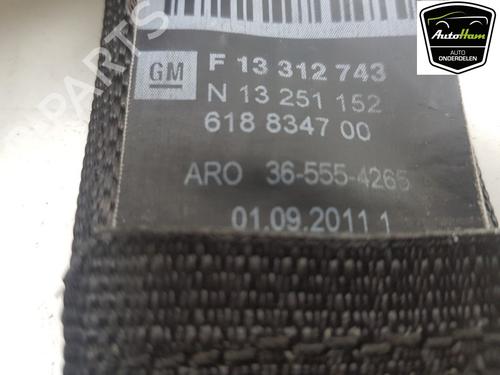 AutoHam
AUTO
ONDERDELEN
GM
F 13 312 743
N 13 251 152
618 8347 00
ARO 36-555-4265
01.09.2011 1
PARTS